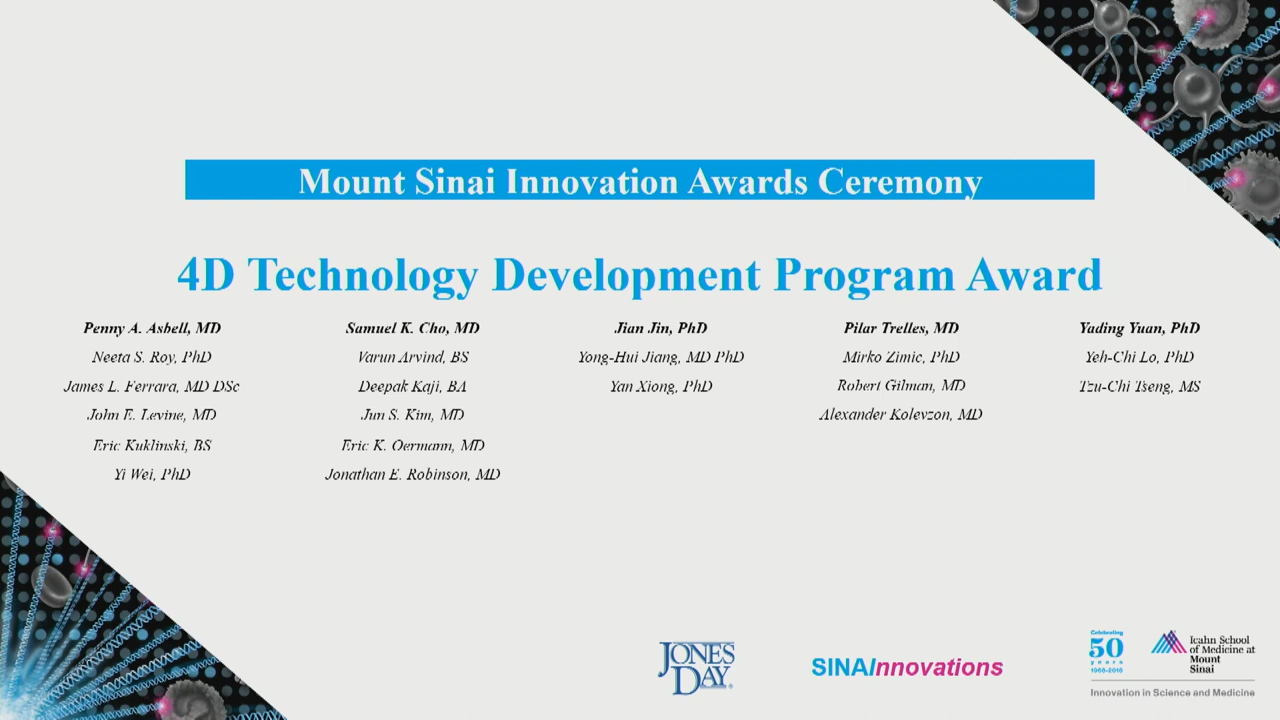 Mount Sinai Innovation Awards Ceremony
4D Technology Development Program Award
Penny A. Asbell, MD
Neeta S. Roy, PhD
James L. Ferrara, MD DSc
John E. Levine, MD
Eric Kuklinski, BS
Yi Wei, PhD
Samuel K. Cho, MD
Varun Arvind, BS
Deepak Kaji, BA
Jun S. Kim, MD
Eric K. Oermann, MD
Jonathan E. Robinson, MD
Jian Jin, PhD
Yong-Hui Jiang, MD PhD
Yan Xiong, PhD
Pilar Trelles, MD
Mirko Zimic, PhD
Robert Gilman, MD
Alexander Kolevzon, MD
Yading Yuan, PhD
Yeh-Chi Lo, PhD
Tzu-Chi Tseng, MS
JONES
DAY®
SINAInnovations
Celebrating
50
years
1968-2018
Icahn School
of Medicine at
Mount
Sinai
Innovation in Science and Medicine